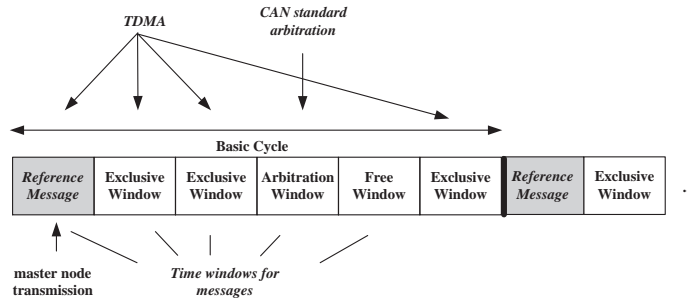 TDMA
CAN standard
arbitration
Basic Cycle
Reference
Message
Exclusive
Window
Exclusive
Window
Arbitration
Window
Free
Window
Exclusive
Window
Reference
Message
Exclusive
Window
.
master node
transmission
Time windows for
messages